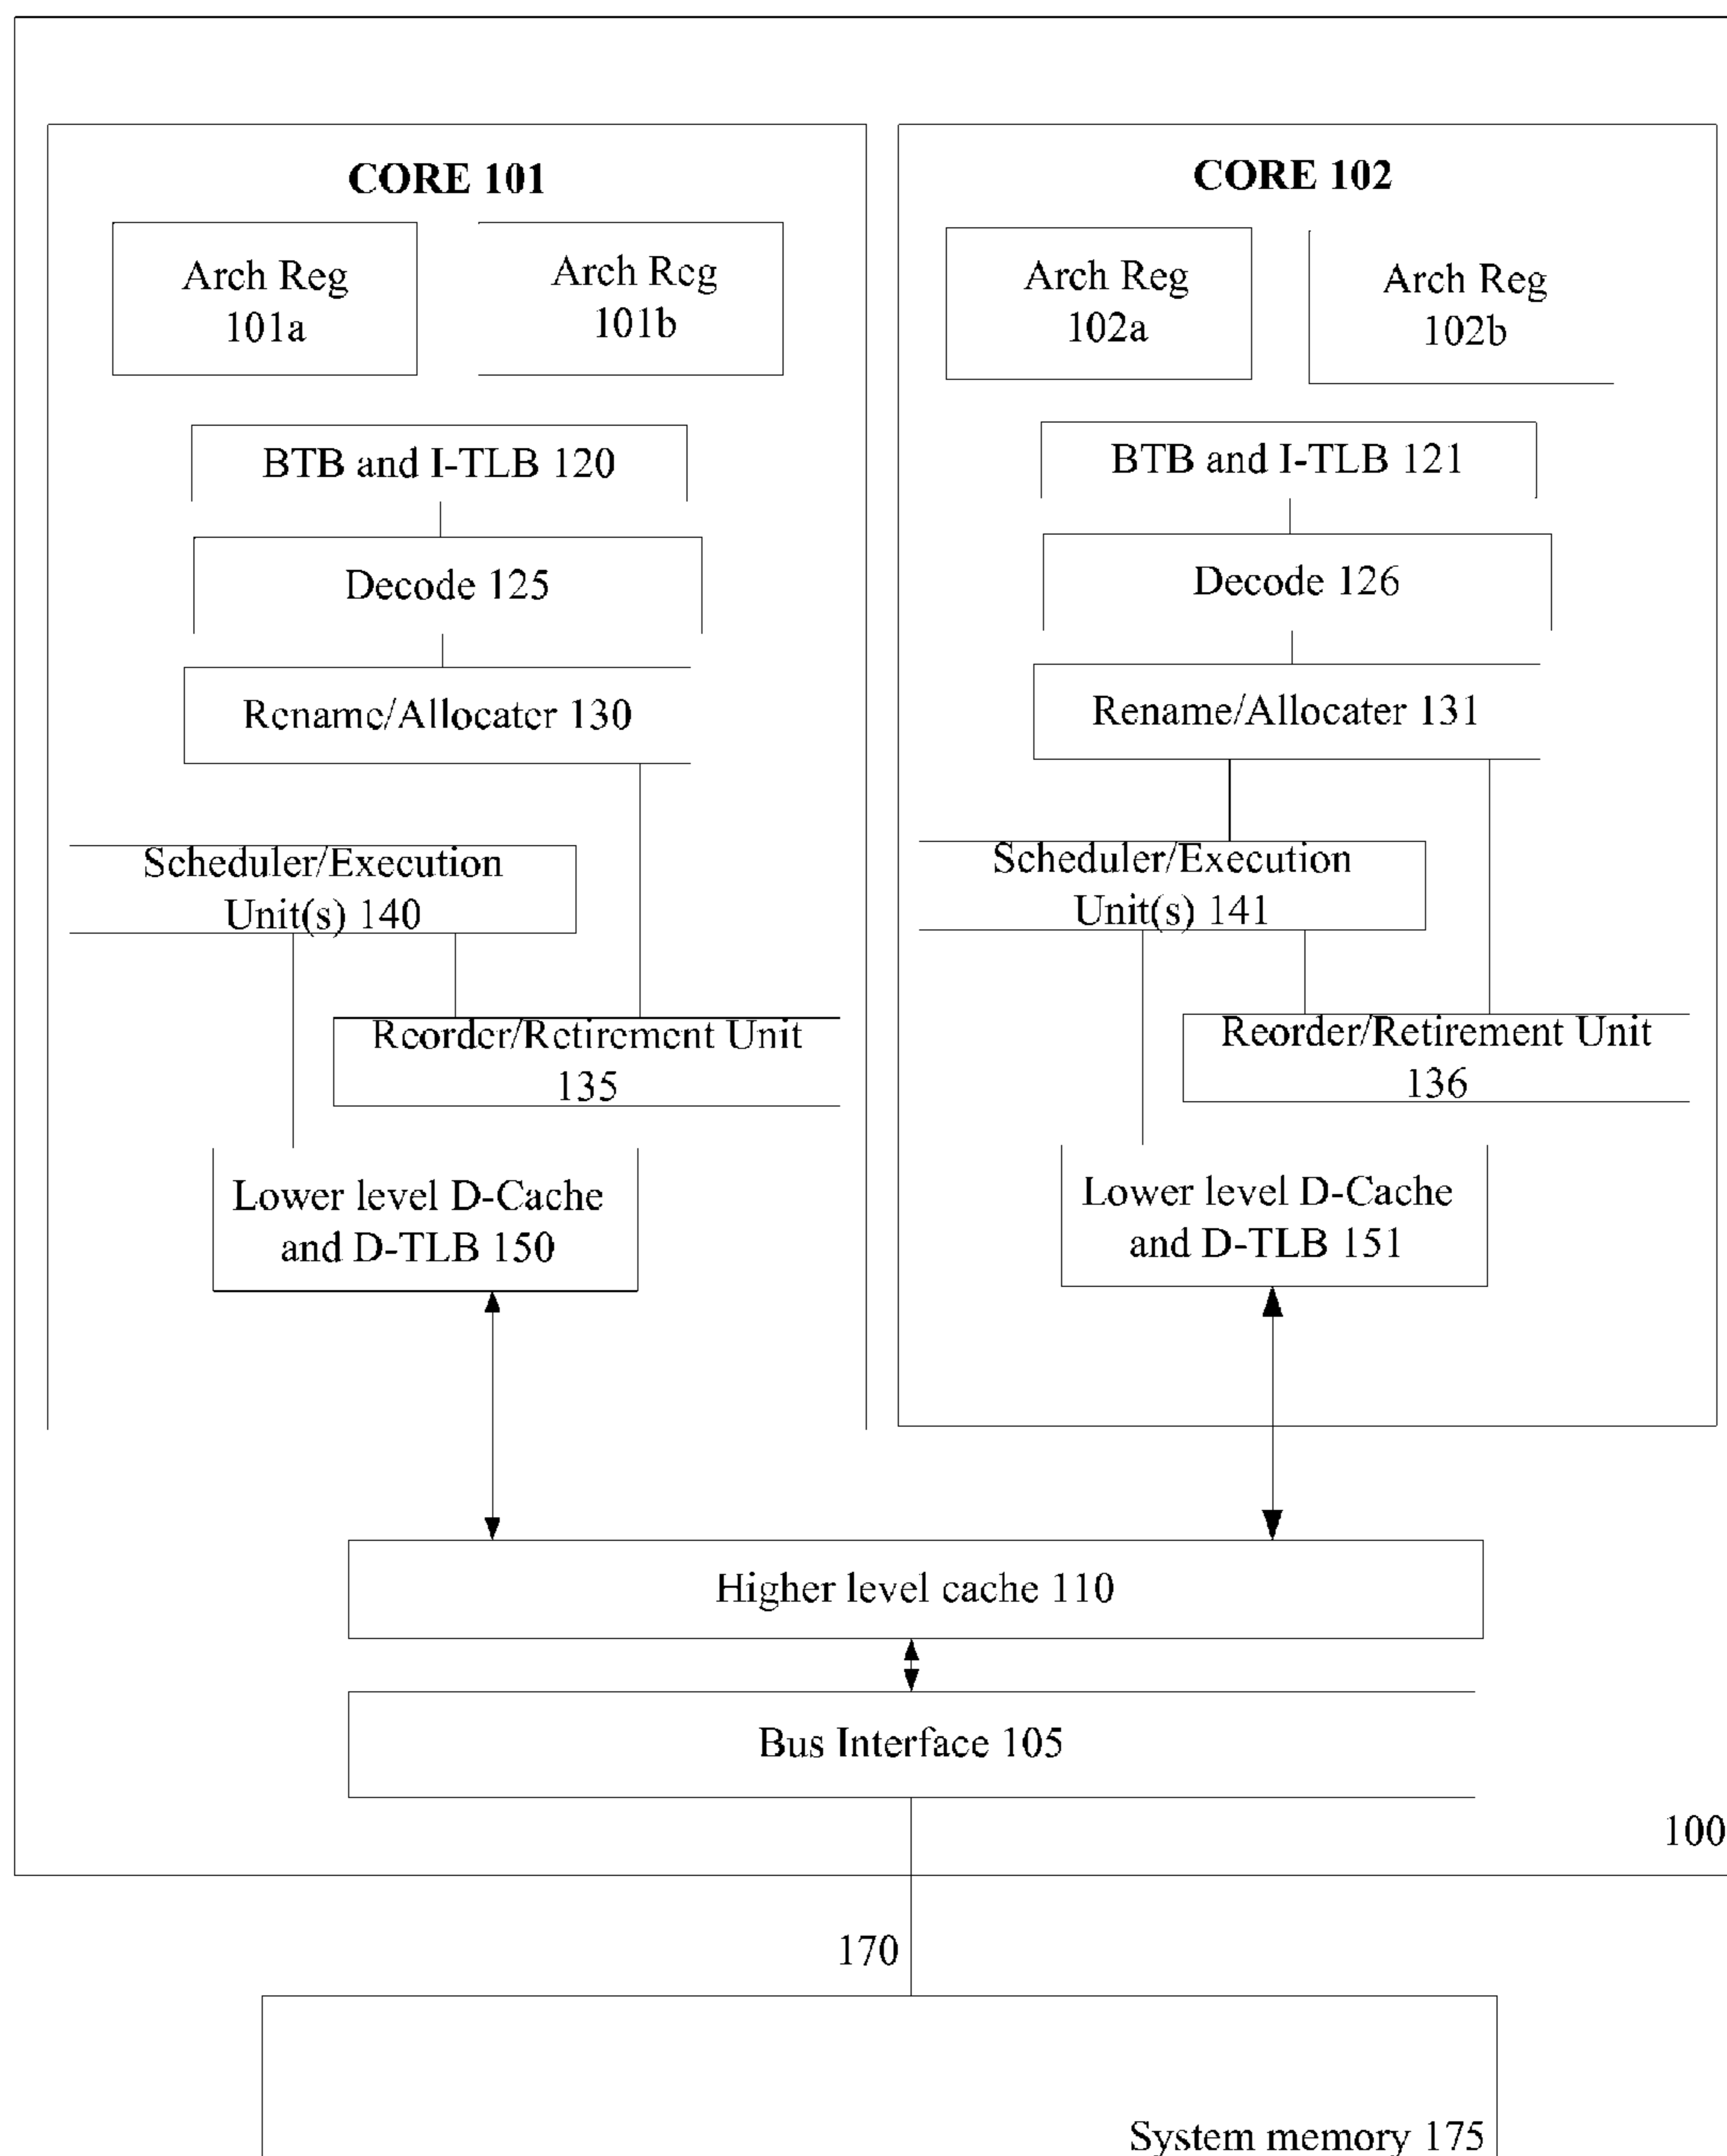 CORE 101
Arch Reg
101a
Arch Reg
101b
BTB and I-TLB 120
Decode 125
Rename/Allocater 130
Scheduler/Execution
Unit(s) 140
Reorder/Retirement Unit
135
Lower level D-Cache
and D-TLB 150
CORE 102
Arch Reg
102a
Arch Reg
102b
BTB and I-TLB 121
Decode 126
Rename/Allocater 131
Scheduler/Execution
Unit(s) 141
Reorder/Retirement Unit
136
Lower level D-Cache
and D-TLB 151
Higher level cache 110
Bus Interface 105
100
170
System memory 175